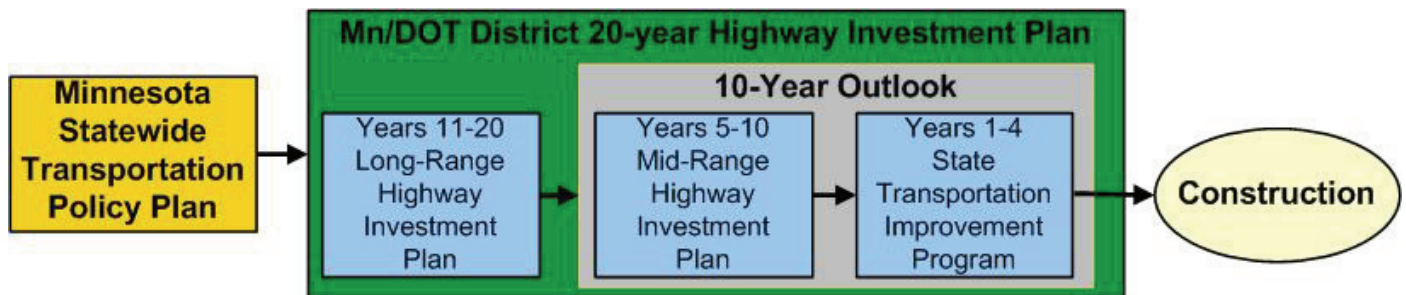 Mn/DOT District 20-year Highway Investment Plan
Minnesota
Statewide
Transportation
Policy Plan
Years 11-20
Long-Range
Highway
Investment
Plan
10-Year Outlook
Years 5-10
Mid-Range
Highway
Investment
Plan
Years 1-4
State
Transportation
Improvement
Program
Construction